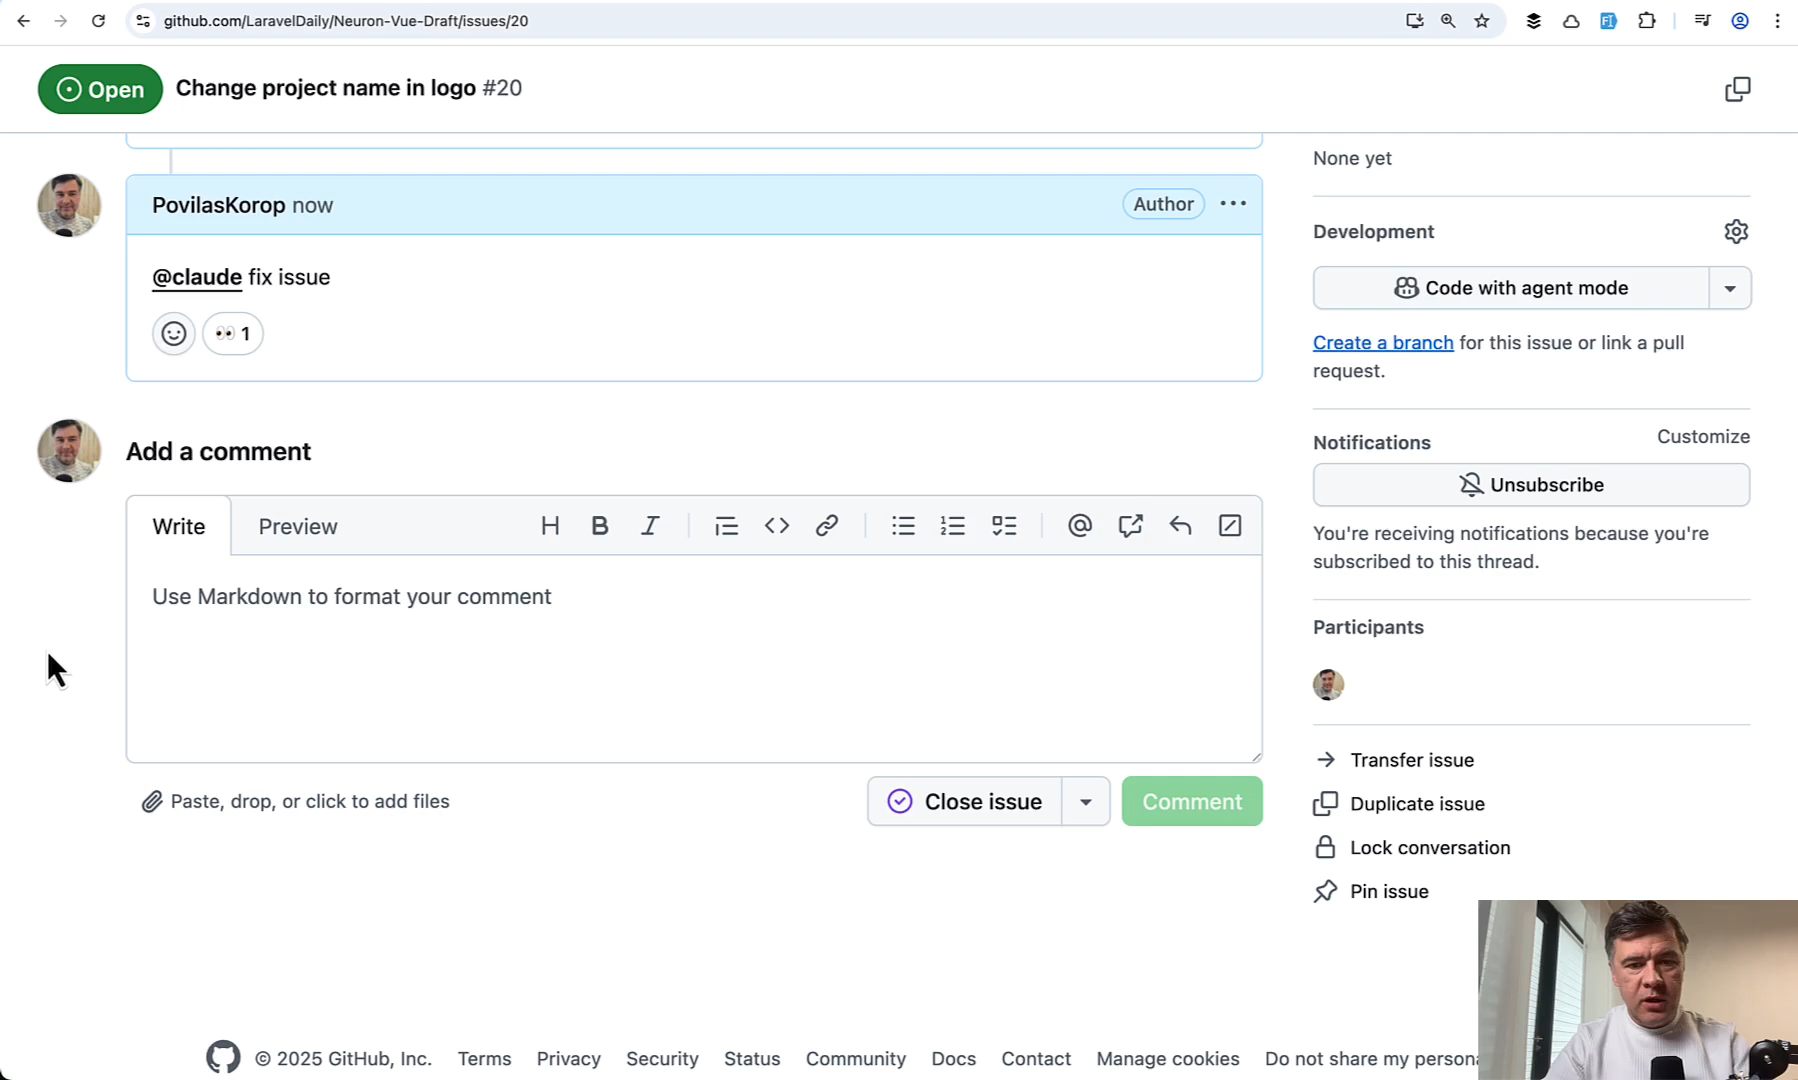 github.com/LaravelDaily/Neuron-Vue-Draft/issues/20
Open
Change project name in logo #20
PovilasKorop now
Author
@claude fix issue
👀 1
Add a comment
Write
Preview
Use Markdown to format your comment
Paste, drop, or click to add files
Close issue
Comment
None yet
Development
Code with agent mode
Create a branch for this issue or link a pull
request.
Notifications
Customize
Unsubscribe
You're receiving notifications because you're
subscribed to this thread.
Participants
Transfer issue
Duplicate issue
Lock conversation
Pin issue
© 2025 GitHub, Inc.
Terms
Privacy
Security
Status
Community
Docs
Contact
Manage cookies
Do not share my